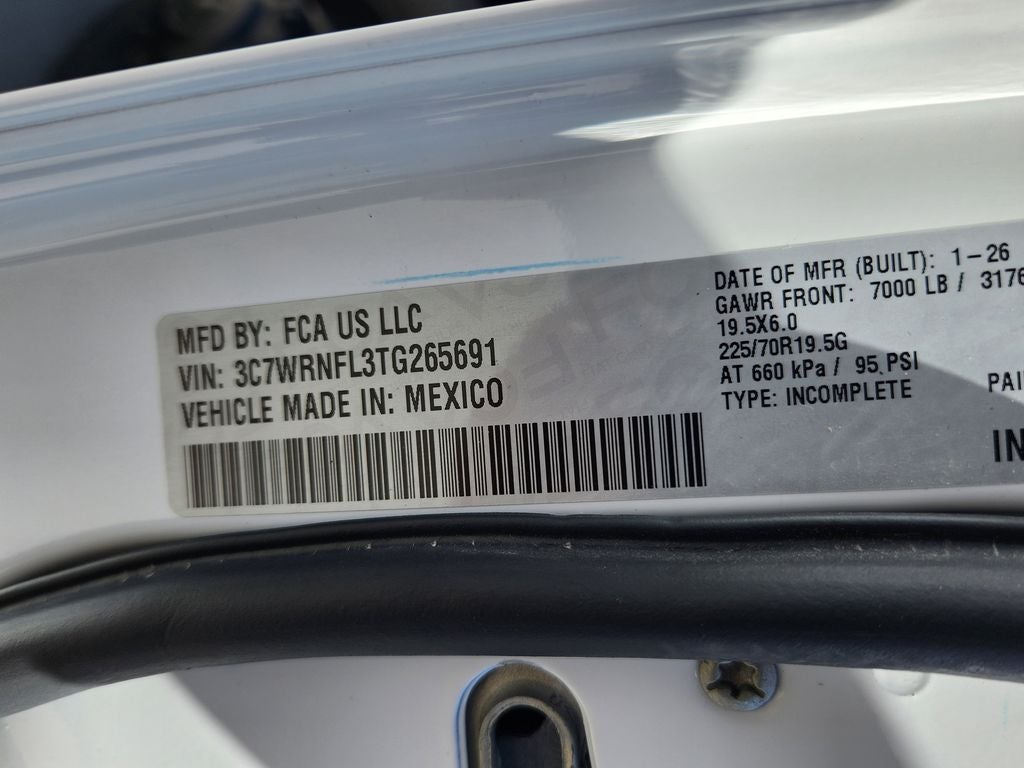 MFD BY: FCA US LLC
VIN: 3C7WRNFL3TG265691
VEHICLE MADE IN: MEXICO
DATE OF MFR (BUILT): 1-26
GAWR FRONT: 7000 LB / 3176
19.5X6.0
225/70R19.5G
AT 660 kPa / 95 PSI
TYPE: INCOMPLETE